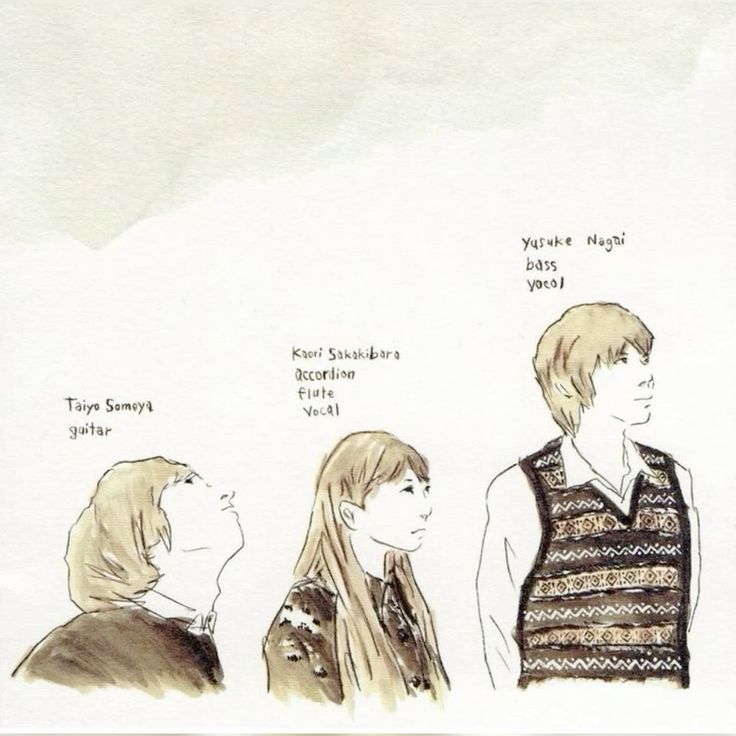 Yusuke Nagai
bass
vocal
Kaori Sakakibara
accordion
flute
vocal
Taiyo Someya
guitar